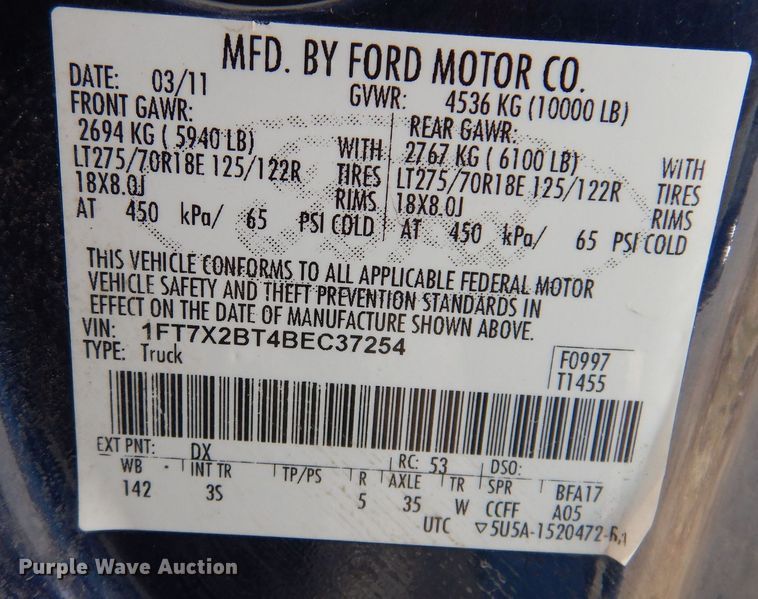 MFD. BY FORD MOTOR CO.
DATE: 03/11 GVWR: 4536 KG (10000 LB)
FRONT GAWR: REAR GAWR:
2694 KG ( 5940 LB) WITH 2767 KG ( 6100 LB) WITH
LT275/70R18E 125/122R TIRES LT275/70R18E 125/122R TIRES
18X8.0J RIMS 18X8.0J RIMS
AT 450 kPa/ 65 PSI COLD AT 450 kPa/ 65 PSI COLD
THIS VEHICLE CONFORMS TO ALL APPLICABLE FEDERAL MOTOR
VEHICLE SAFETY AND THEFT PREVENTION STANDARDS IN
EFFECT ON THE DATE OF MANUFACTURE SHOWN ABOVE.
VIN: 1FT7X2BT4BEC37254
TYPE: Truck F0997
T1455
EXT PNT: DX RC: 53 DSO:
WB INT TR TP/PS R AXLE TR SPR BFA17
142 3S 5 35 W CCFF A05
UTC ▽5U5A-1520472-
Purple Wave Auction